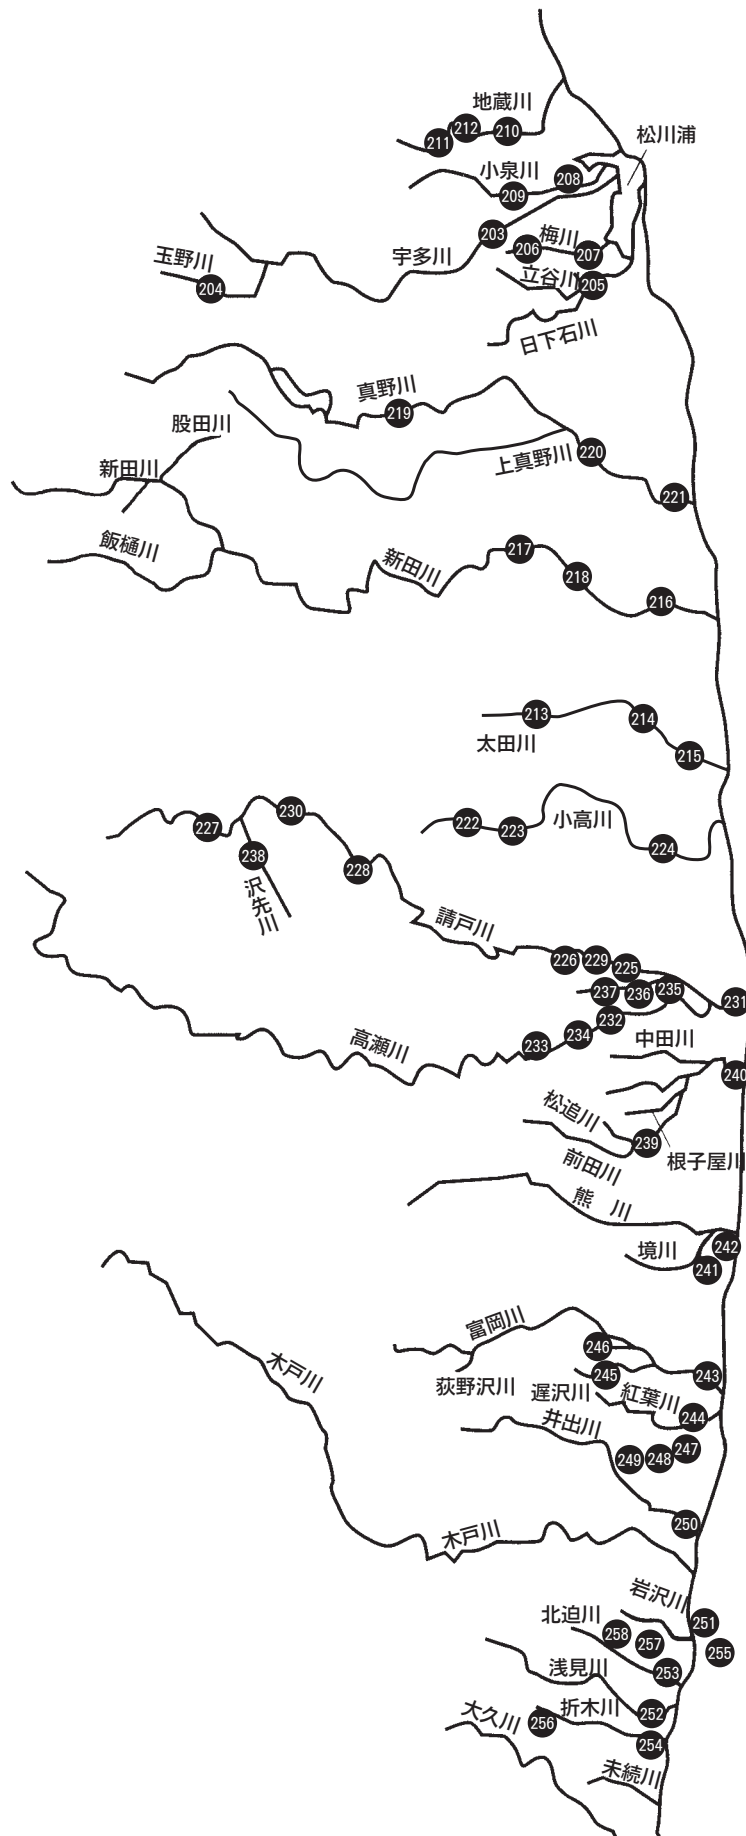 地蔵川
212
210
211
松川浦
小泉川
208
209
203
梅川
206
207
宇多川
玉野川
204
立谷川
205
日下石川
真野川
219
股田川
220
上真野川
新田川
221
飯樋川
217
新田川
218
216
213
214
太田川
215
230
222
223
小高川
227
224
238
228
沢先川
請戸川
226
229
225
237
236
235
231
232
234
233
高瀬川
中田川
240
松追川
239
前田川
根子屋川
熊 川
境川
242
241
富岡川
246
245
243
荻野沢川
遅沢川
紅葉川
木戸川
244
井出川
247
249
248
250
木戸川
岩沢川
北迫川
251
258
257
255
浅見川
253
折木川
252
大久川
256
254
末続川